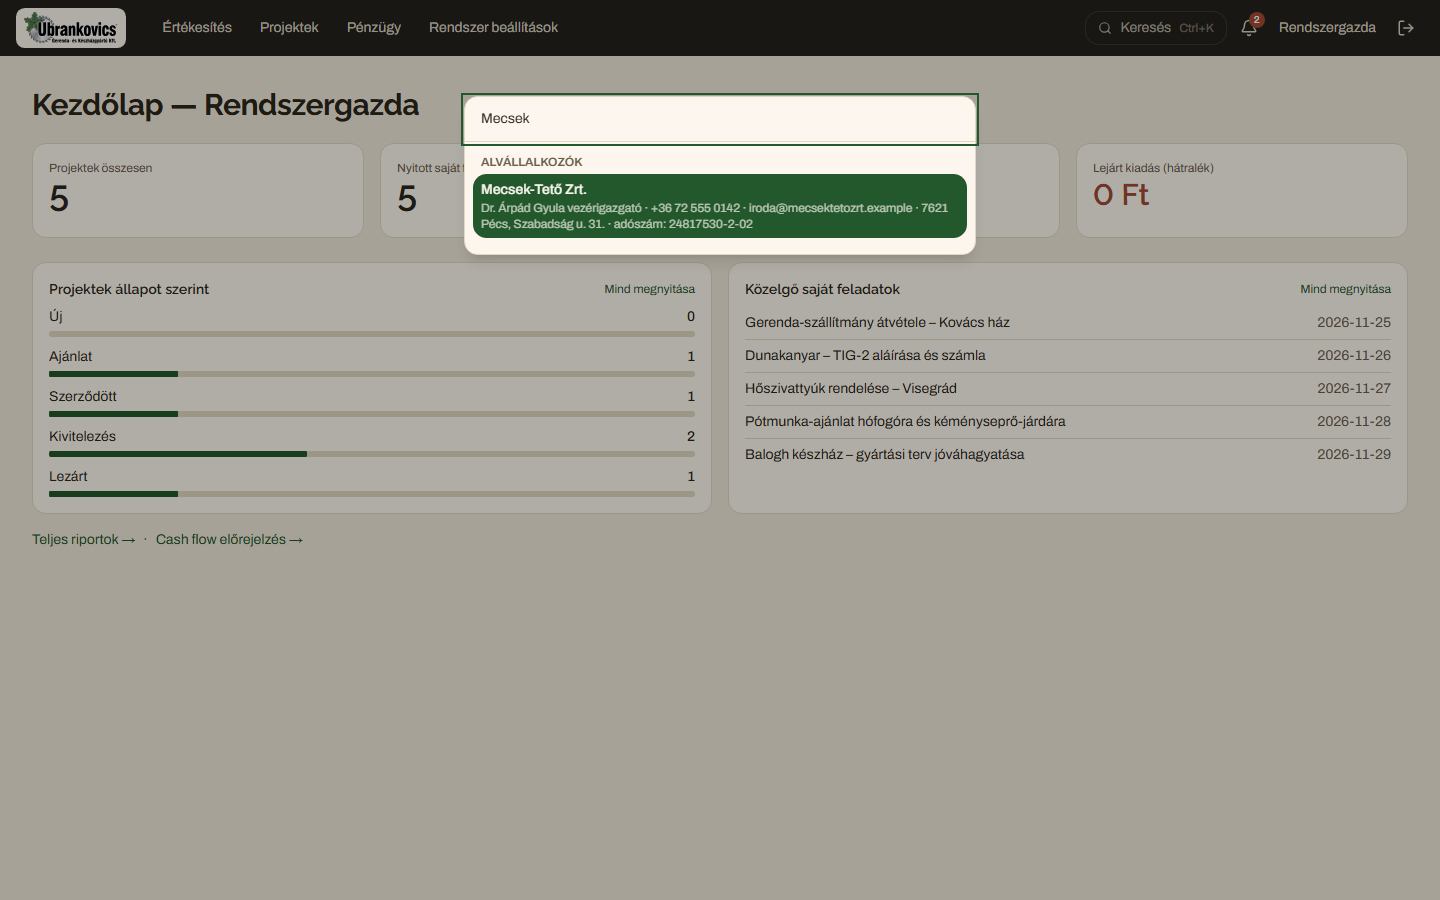 Ubrankovics
Gerenda- és Készházgyártó Kft.
Értékesítés
Projektek
Pénzügy
Rendszer beállítások
Keresés Ctrl+K
2
Rendszergazda
Kezdőlap — Rendszergazda
Mecsek
ALVÁLLALKOZÓK
Mecsek-Tető Zrt.
Dr. Árpád Gyula vezérigazgató · +36 72 555 0142 · iroda@mecsektetozrt.example · 7621
Pécs, Szabadság u. 31. · adószám: 24817530-2-02
Projektek összesen
5
Nyitott saját
5
Lejárt kiadás (hátralék)
0 Ft
Projektek állapot szerint
Mind megnyitása
Új 0
Ajánlat 1
Szerződött 1
Kivitelezés 2
Lezárt 1
Közelgő saját feladatok
Mind megnyitása
Gerenda-szállítmány átvétele – Kovács ház 2026-11-25
Dunakanyar – TIG-2 aláírása és számla 2026-11-26
Hőszivattyúk rendelése – Visegrád 2026-11-27
Pótmunka-ajánlat hófogóra és kéményseprő-járdára 2026-11-28
Balogh készház – gyártási terv jóváhagyatása 2026-11-29
Teljes riportok → · Cash flow előrejelzés →